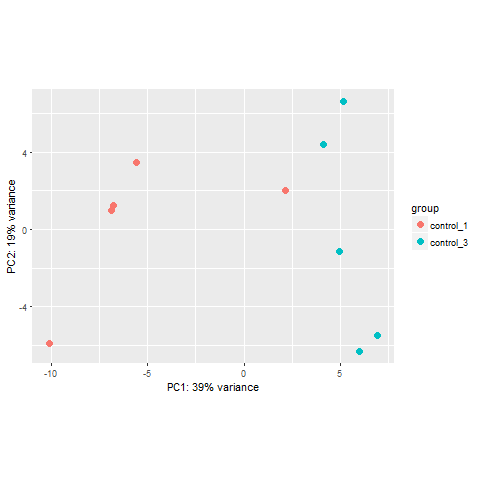 4
0
-4
PC2: 19% variance
-10
-5
0
5
PC1: 39% variance
group
control_1
control_3